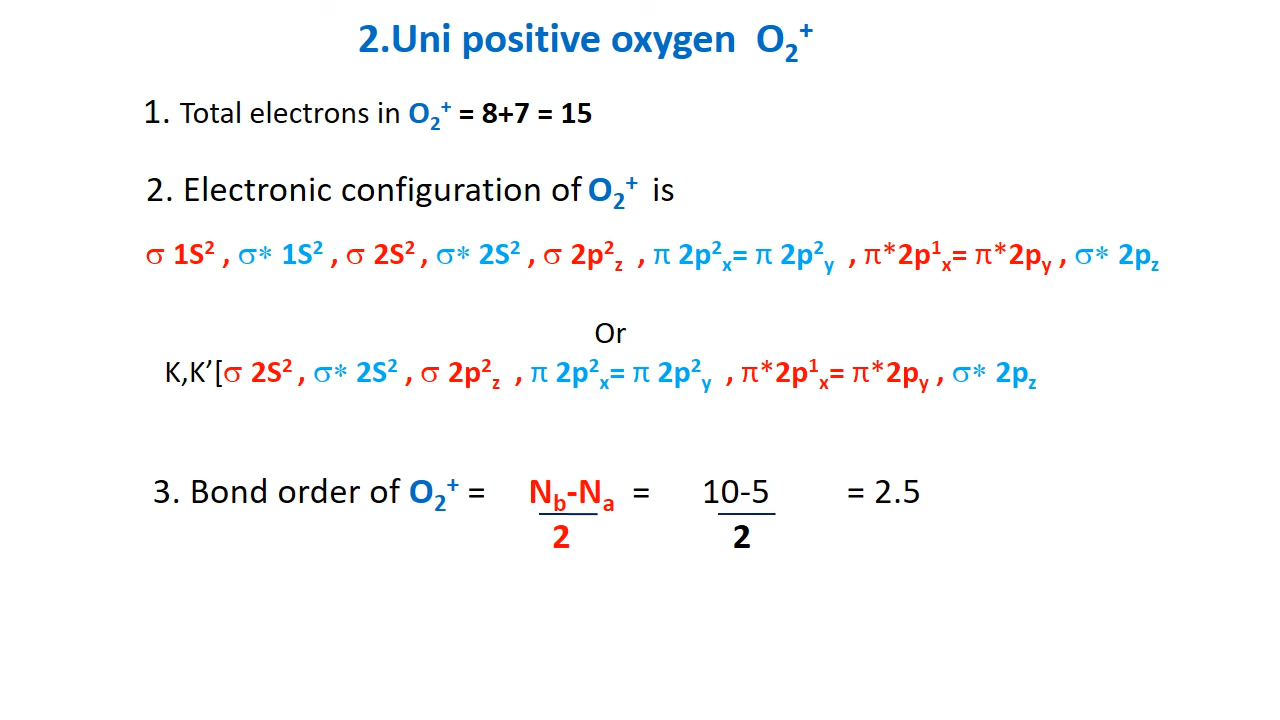 2.Uni positive oxygen O₂⁺
1. Total electrons in O₂⁺ = 8+7 = 15
2. Electronic configuration of O₂⁺ is
σ 1S² , σ* 1S² , σ 2S² , σ* 2S² , σ 2p²z , π 2p²x= π 2p²y , π*2p¹x= π*2py , σ* 2pz
Or
K,K’[σ 2S² , σ* 2S² , σ 2p²z , π 2p²x= π 2p²y , π*2p¹x= π*2py , σ* 2pz
3. Bond order of O₂⁺ = Nb-Na = 10-5 = 2.5
2 2